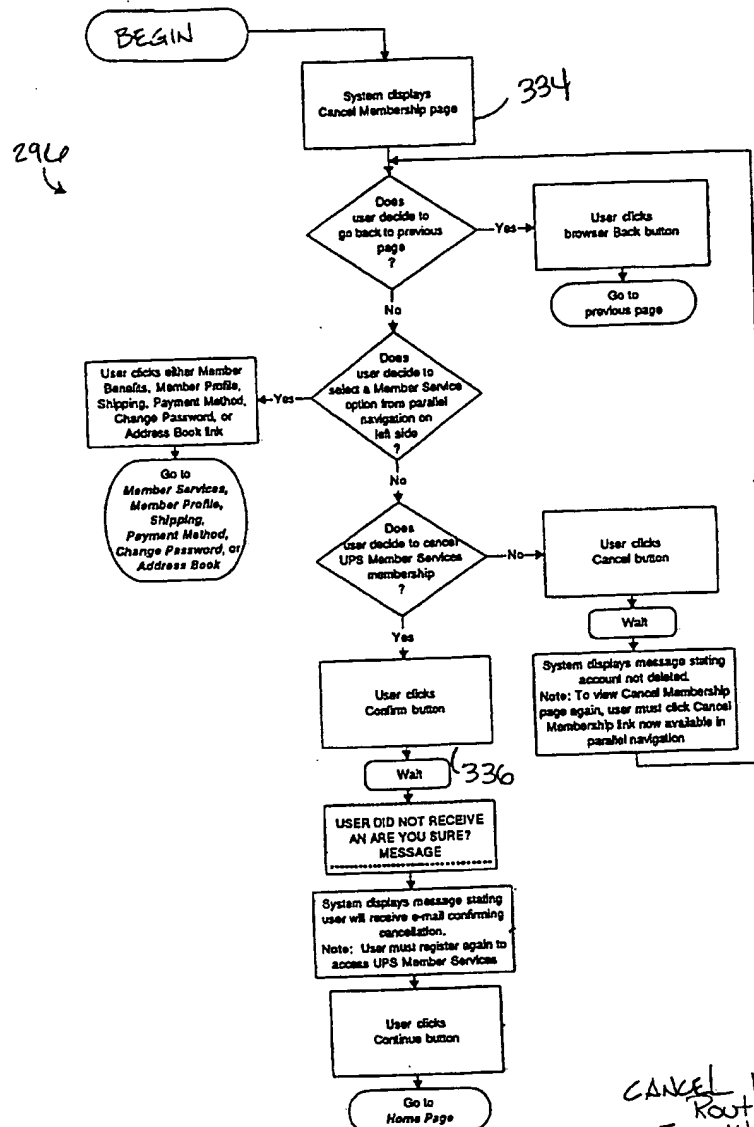 BEGIN
System displays
Cancel Membership page
334
296
Does
user decide to
go back to previous
page
?
Yes
User clicks
browser Back button
Go to
previous page
No
Does
user decide to
select a Member Service
option from parallel
navigation on
left side
?
Yes
User clicks either Member
Benefits, Member Profile,
Shipping, Payment Method,
Change Password, or
Address Book link
Go to
Member Services,
Member Profile,
Shipping,
Payment Method,
Change Password, or
Address Book
No
Does
user decide to cancel
UPS Member Services
membership
?
No
User clicks
Cancel button
Wait
System displays message stating
account not deleted.
Note: To view Cancel Membership
page again, user must click Cancel
Membership link now available in
parallel navigation
Yes
User clicks
Confirm button
336
Wait
USER DID NOT RECEIVE
AN ARE YOU SURE?
MESSAGE
System displays message stating
user will receive e-mail confirming
cancellation.
Note: User must register again to
access UPS Member Services
User clicks
Continue button
Go to
Home Page
CANCEL